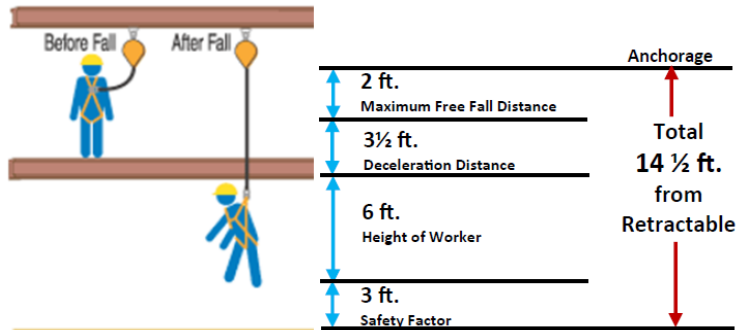 Before Fall
After Fall
Anchorage
2 ft.
Maximum Free Fall Distance
3½ ft.
Deceleration Distance
6 ft.
Height of Worker
3 ft.
Safety Factor
Total
14 ½ ft.
from
Retractable